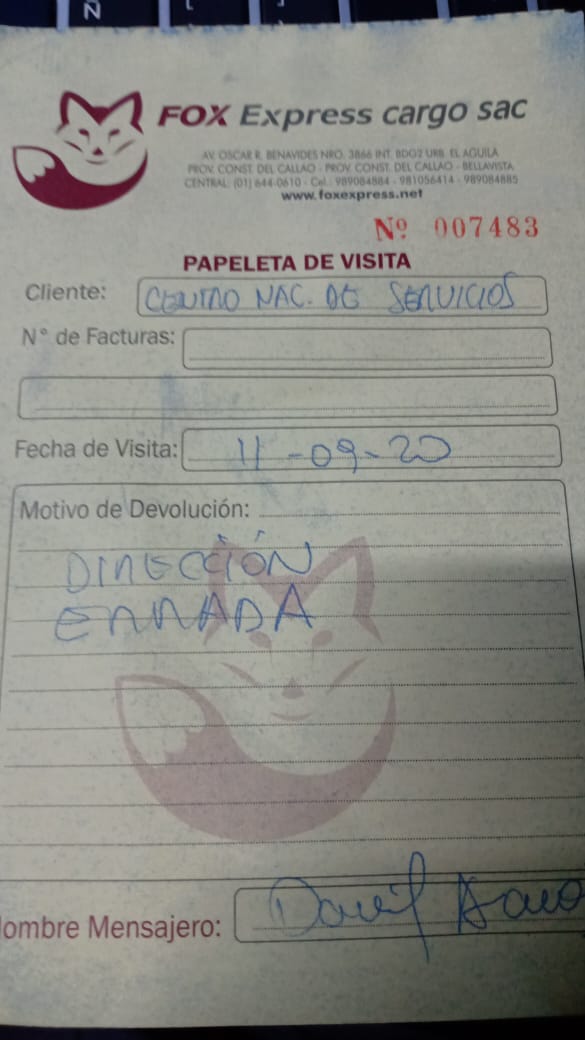 Ñ
FOX Express cargo sac
AV. OSCAR R. BENAVIDES NRO. 3866 INT. BDG2 URB. EL AGUILA
PROV. CONST. DEL CALLAO - PROV. CONST. DEL CALLAO - BELLAVISTA
CENTRAL: (01) 644-0610 - Cel.: 989084884 - 981056414 - 989084885
www.foxexpress.net
Nº 007483
PAPELETA DE VISITA
Cliente: CENTRO NAC. DE SERVICIOS
N° de Facturas:
Fecha de Visita: 11-09-20
Motivo de Devolución:
DIRECCIÓN
ERRADA
ombre Mensajero: David